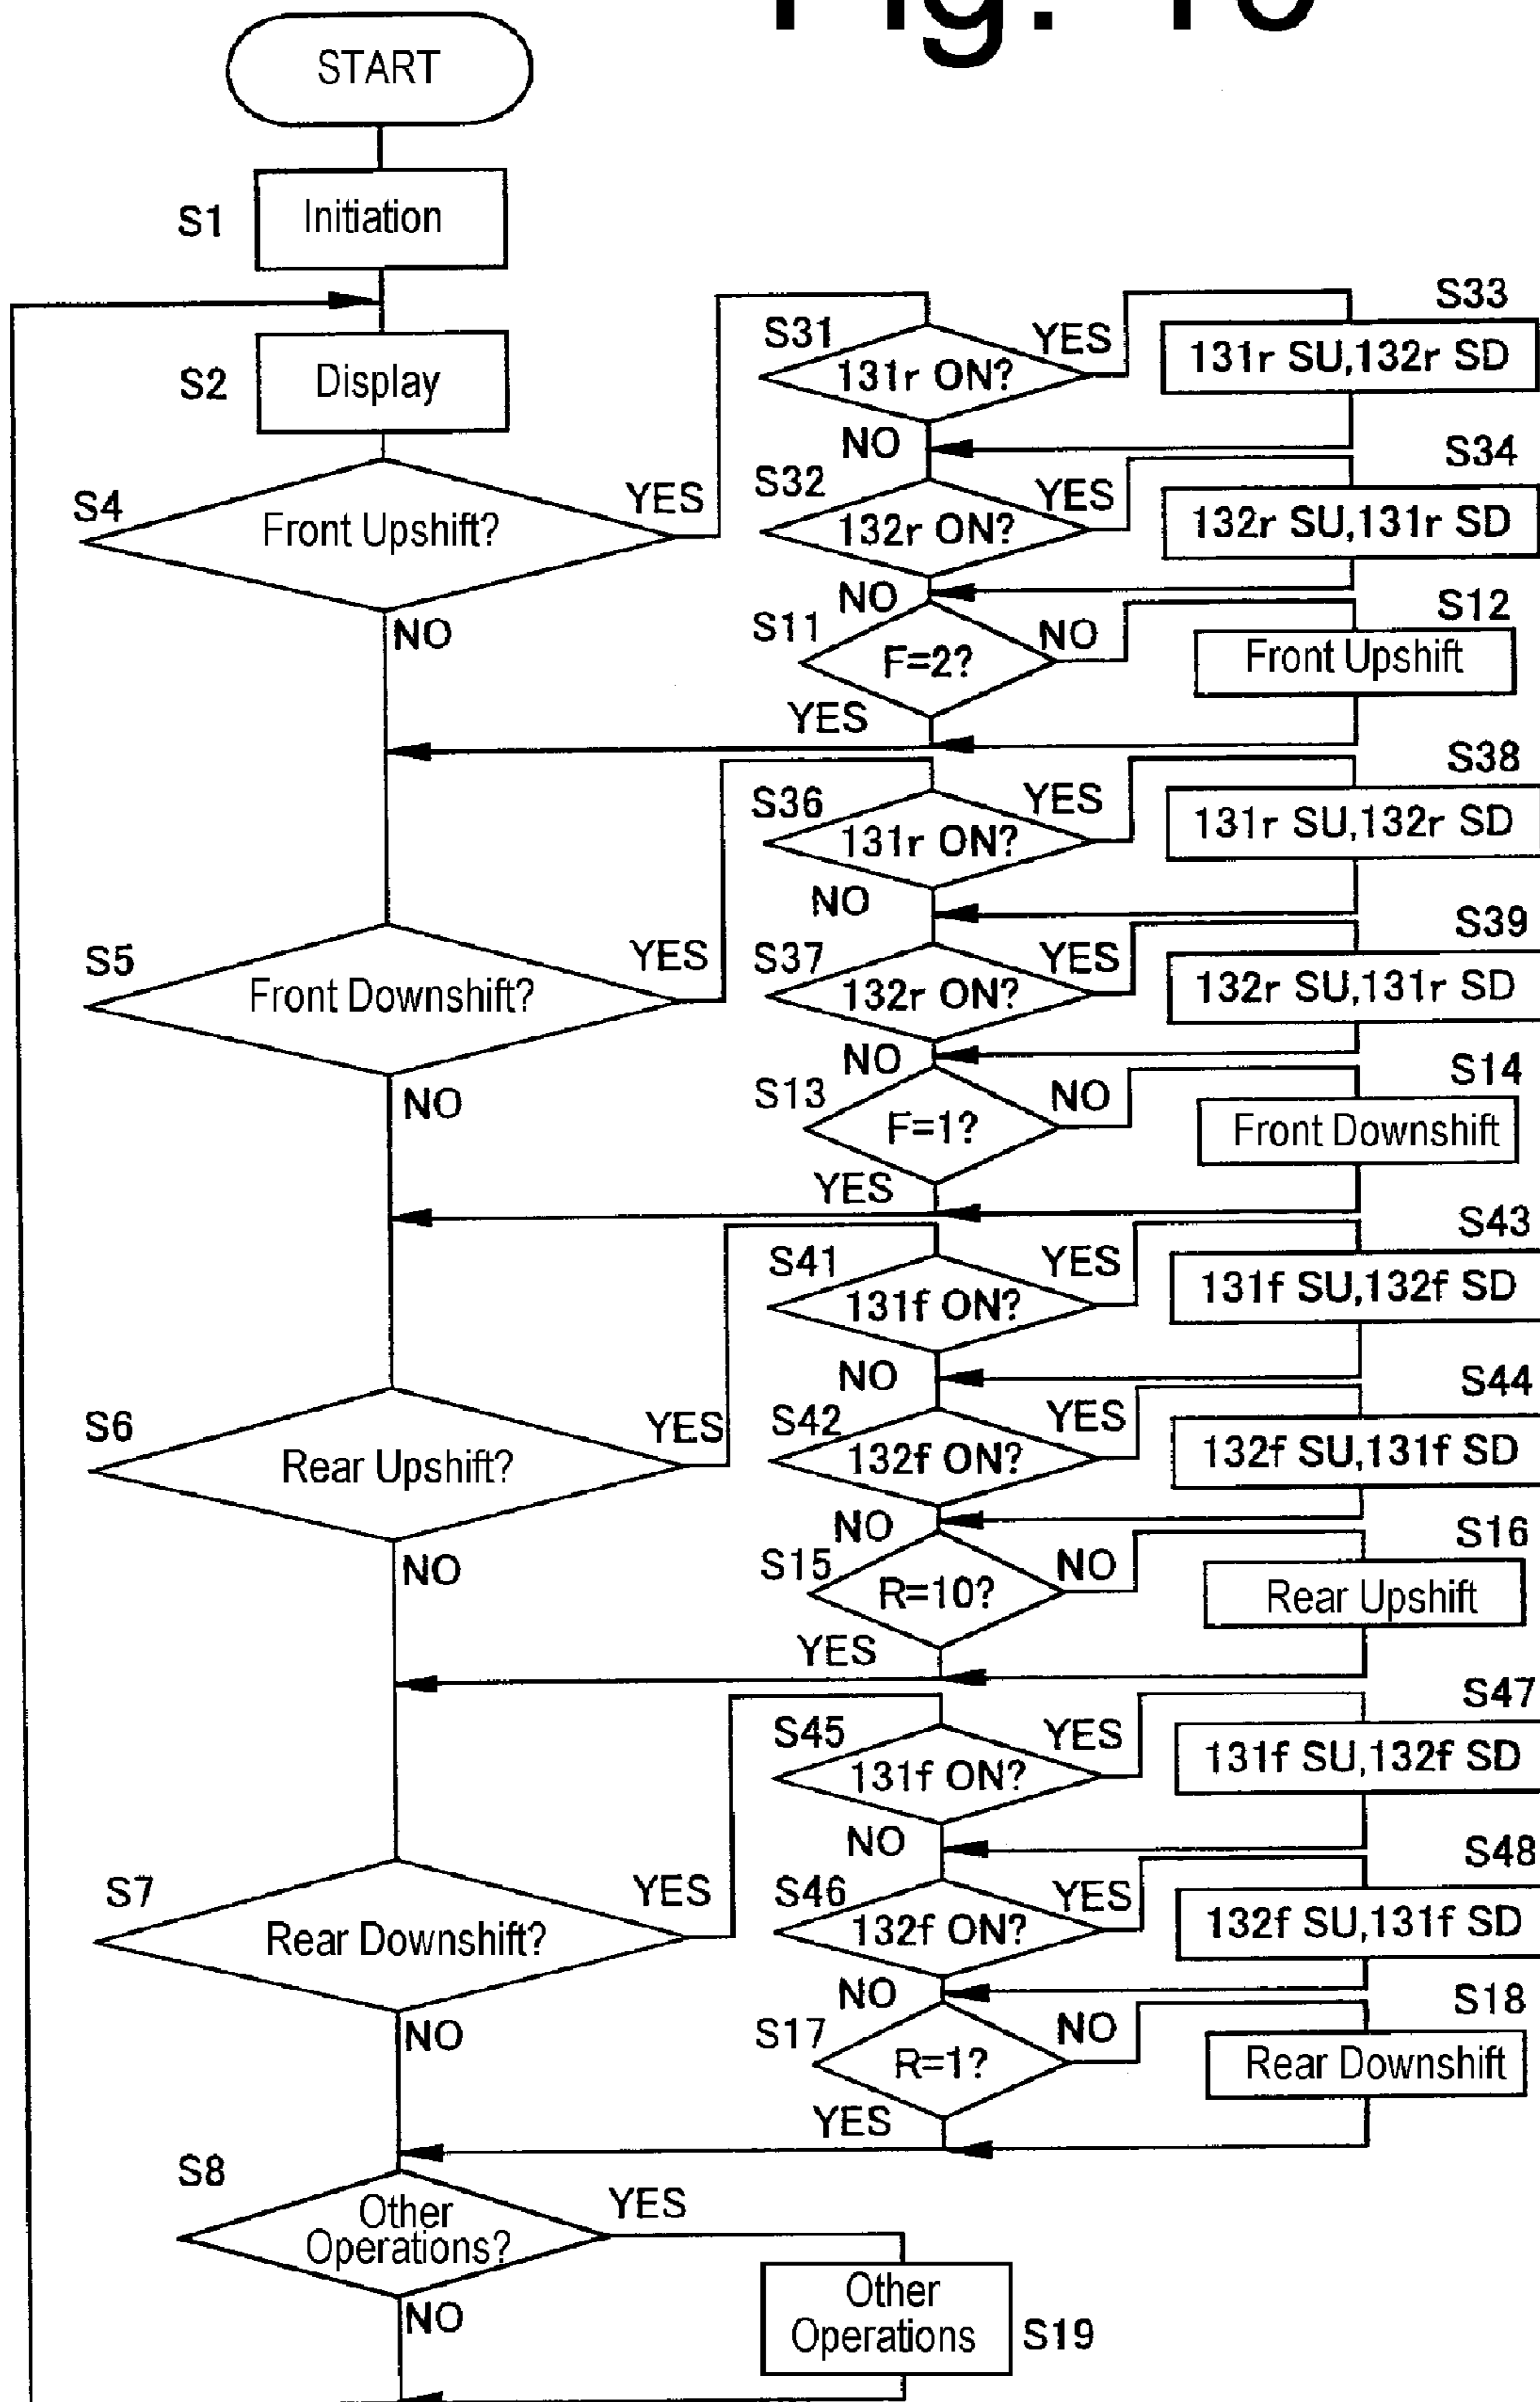 START
S1
Initiation
S2
Display
S4
Front Upshift?
YES
NO
S31
131r ON?
YES
NO
S33
131r SU,132r SD
S32
132r ON?
YES
NO
S34
132r SU,131r SD
S11
F=2?
NO
YES
S12
Front Upshift
S5
Front Downshift?
YES
NO
S36
131r ON?
YES
NO
S38
131r SU,132r SD
S37
132r ON?
YES
NO
S39
132r SU,131r SD
S13
F=1?
NO
YES
S14
Front Downshift
S6
Rear Upshift?
YES
NO
S41
131f ON?
YES
NO
S43
131f SU,132f SD
S42
132f ON?
YES
NO
S44
132f SU,131f SD
S15
R=10?
NO
YES
S16
Rear Upshift
S7
Rear Downshift?
YES
NO
S45
131f ON?
YES
NO
S47
131f SU,132f SD
S46
132f ON?
YES
NO
S48
132f SU,131f SD
S17
R=1?
NO
YES
S18
Rear Downshift
S8
Other
Operations?
YES
NO
Other
Operations
S19